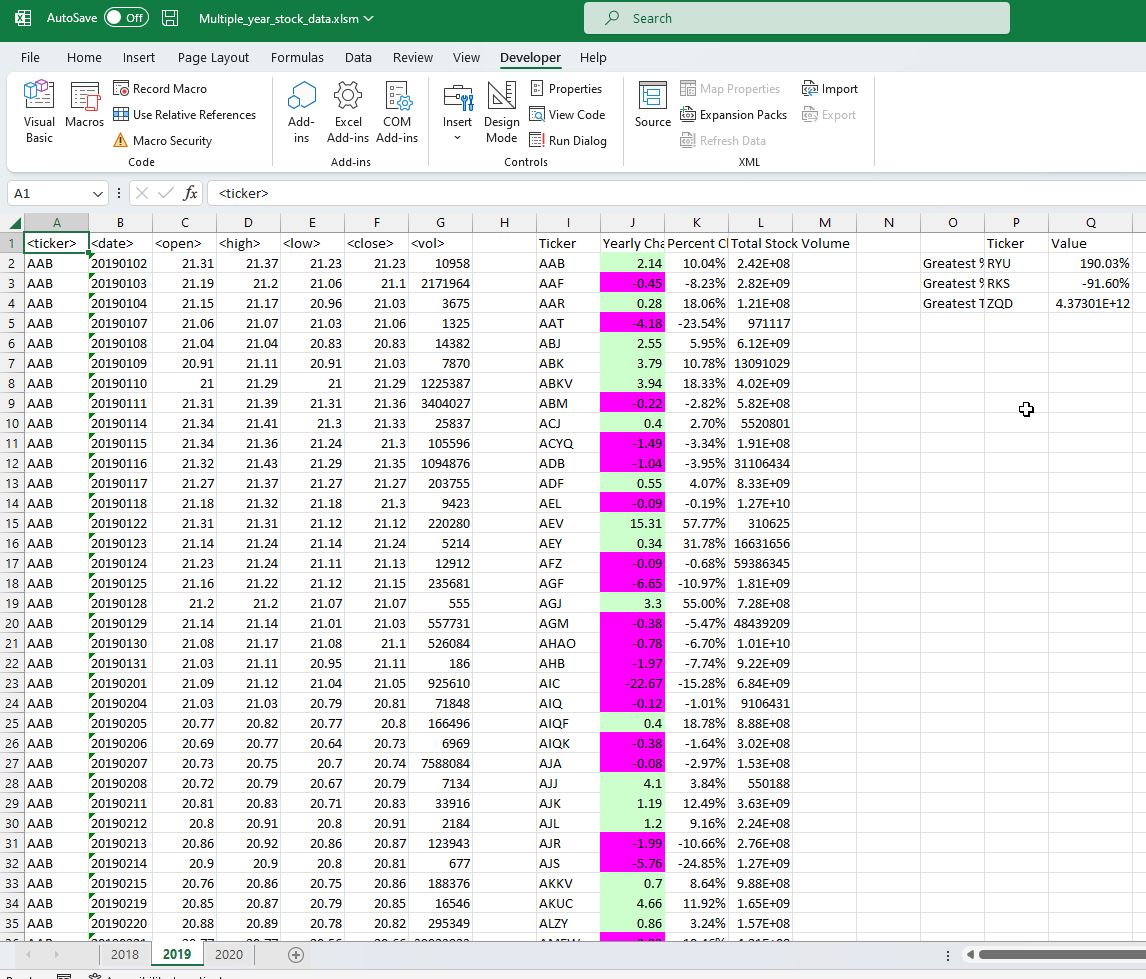 AutoSave Off Multiple_year_stock_data.xlsm Search
File Home Insert Page Layout Formulas Data Review View Developer Help
Visual Basic Macros Record Macro Use Relative References Macro Security Code
Add-ins Excel Add-ins COM Add-ins Add-ins
Insert Design Mode Properties View Code Run Dialog Controls
Source Map Properties Expansion Packs Refresh Data Import Export XML
A1 fx <ticker>
A B C D E F G H I J K L M N O P Q
1 <ticker> <date> <open> <high> <low> <close> <vol> Ticker Yearly Cha Percent Cl Total Stock Volume Ticker Value
2 AAB 20190102 21.31 21.37 21.23 21.23 10958 AAB 2.14 10.04% 2.42E+08 Greatest % RYU 190.03%
3 AAB 20190103 21.19 21.2 21.06 21.1 2171964 AAF -0.45 -8.23% 2.82E+09 Greatest % RKS -91.60%
4 AAB 20190104 21.15 21.17 20.96 21.03 3675 AAR 0.28 18.06% 1.21E+08 Greatest T ZQD 4.37301E+12
5 AAB 20190107 21.06 21.07 21.03 21.06 1325 AAT -4.18 -23.54% 971117
6 AAB 20190108 21.04 21.04 20.83 20.83 14382 ABJ 2.55 5.95% 6.12E+09
7 AAB 20190109 20.91 21.11 20.91 21.03 7870 ABK 3.79 10.78% 13091029
8 AAB 20190110 21 21.29 21 21.29 1225387 ABKV 3.94 18.33% 4.02E+09
9 AAB 20190111 21.31 21.39 21.31 21.36 3404027 ABM -0.22 -2.82% 5.82E+08
10 AAB 20190114 21.34 21.41 21.3 21.33 25837 ACJ 0.4 2.70% 5520801
11 AAB 20190115 21.34 21.36 21.24 21.3 105596 ACYQ -1.49 -3.34% 1.91E+08
12 AAB 20190116 21.32 21.43 21.29 21.35 1094876 ADB -1.04 -3.95% 31106434
13 AAB 20190117 21.27 21.37 21.27 21.27 203755 ADF 0.55 4.07% 8.33E+09
14 AAB 20190118 21.18 21.32 21.18 21.3 9423 AEL -0.09 -0.19% 1.27E+10
15 AAB 20190122 21.31 21.31 21.12 21.12 220280 AEV 15.31 57.77% 310625
16 AAB 20190123 21.14 21.24 21.14 21.24 5214 AEY 0.34 31.78% 16631656
17 AAB 20190124 21.23 21.24 21.11 21.13 12912 AFZ -0.09 -0.68% 59386345
18 AAB 20190125 21.16 21.22 21.12 21.15 235681 AGF -6.65 -10.97% 1.81E+09
19 AAB 20190128 21.2 21.2 21.07 21.07 555 AGJ 3.3 55.00% 7.28E+08
20 AAB 20190129 21.14 21.14 21.01 21.03 557731 AGM -0.38 -5.47% 48439209
21 AAB 20190130 21.08 21.17 21.08 21.1 526084 AHAO -0.78 -6.70% 1.01E+10
22 AAB 20190131 21.03 21.11 20.95 21.11 186 AHB -1.97 -7.74% 9.22E+09
23 AAB 20190201 21.09 21.12 21.04 21.05 925610 AIC -22.67 -15.28% 6.84E+09
24 AAB 20190204 21.03 21.03 20.79 20.81 71848 AIQ -0.12 -1.01% 9106431
25 AAB 20190205 20.77 20.82 20.77 20.8 166496 AIQF 0.4 18.78% 8.88E+08
26 AAB 20190206 20.69 20.77 20.64 20.73 6969 AIQK -0.38 -1.64% 3.02E+08
27 AAB 20190207 20.73 20.75 20.7 20.74 7588084 AJA -0.08 -2.97% 1.53E+08
28 AAB 20190208 20.72 20.79 20.67 20.79 7134 AJJ 4.1 3.84% 550188
29 AAB 20190211 20.81 20.83 20.71 20.83 33916 AJK 1.19 12.49% 3.63E+09
30 AAB 20190212 20.8 20.91 20.8 20.91 2184 AJL 1.2 9.16% 2.24E+08
31 AAB 20190213 20.86 20.92 20.86 20.87 123943 AJR -1.99 -10.66% 2.76E+08
32 AAB 20190214 20.9 20.9 20.8 20.81 677 AJS -5.76 -24.85% 1.27E+09
33 AAB 20190215 20.76 20.86 20.75 20.86 188376 AKKV 0.7 8.64% 9.88E+08
34 AAB 20190219 20.85 20.87 20.79 20.85 16546 AKUC 4.66 11.92% 1.65E+09
35 AAB 20190220 20.88 20.89 20.78 20.82 295349 ALZY 0.86 3.24% 1.57E+08
2018 2019 2020